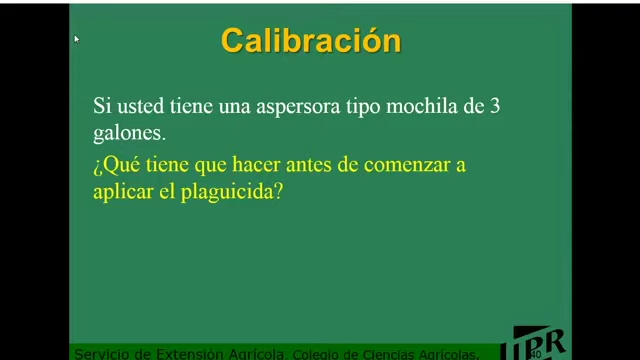 Calibración
Si usted tiene una aspersora tipo mochila de 3
galones.
¿Qué tiene que hacer antes de comenzar a
aplicar el plaguicida?
Servicio de Extensión Agrícola, Colegio de Ciencias Agrícolas,
UPR
40